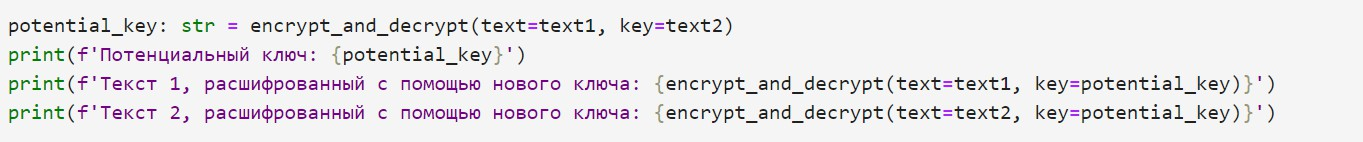 potential_key: str = encrypt_and_decrypt(text=text1, key=text2)
print(f'Потенциальный ключ: {potential_key}')
print(f'Текст 1, расшифрованный с помощью нового ключа: {encrypt_and_decrypt(text=text1, key=potential_key)}')
print(f'Текст 2, расшифрованный с помощью нового ключа: {encrypt_and_decrypt(text=text2, key=potential_key)}')